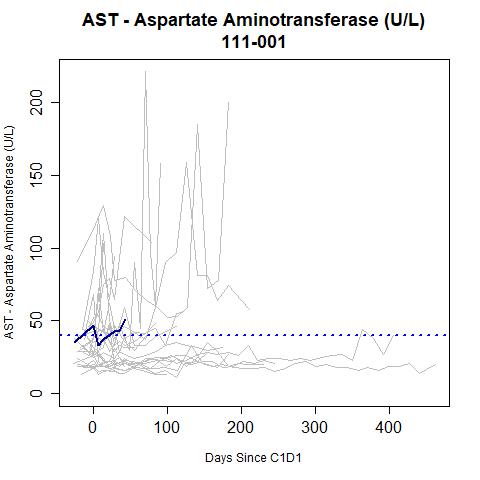 AST - Aspartate Aminotransferase (U/L)
111-001
AST - Aspartate Aminotransferase (U/L)
200
150
100
50
0
0 100 200 300 400
Days Since C1D1